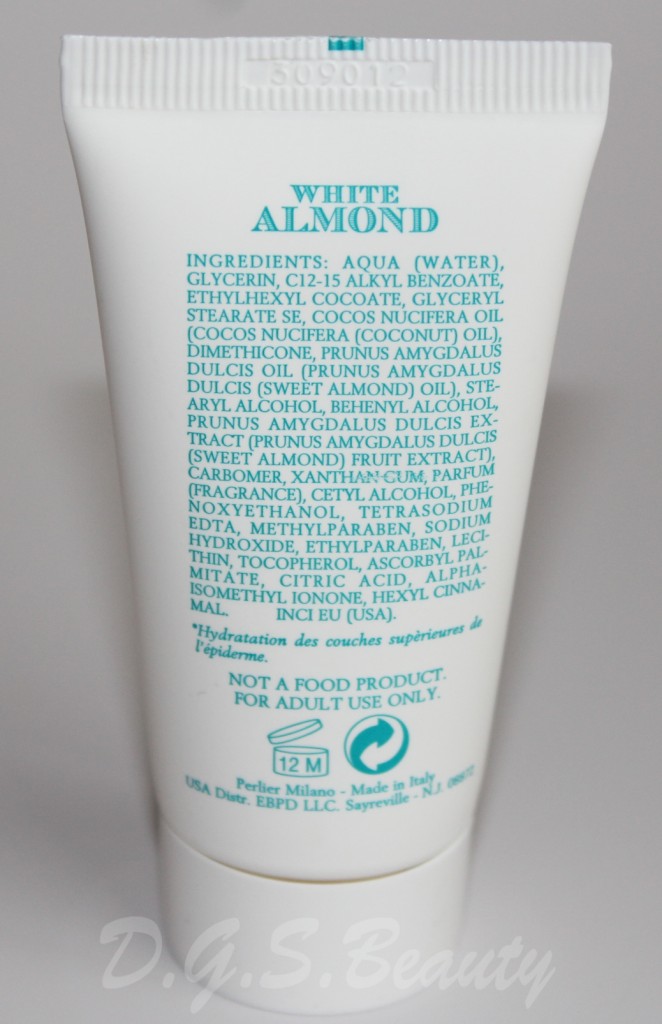 309012
WHITE
ALMOND
INGREDIENTS: AQUA (WATER),
GLYCERIN, C12-15 ALKYL BENZOATE,
ETHYLHEXYL COCOATE, GLYCERYL
STEARATE SE, COCOS NUCIFERA OIL
(COCOS NUCIFERA (COCONUT) OIL),
DIMETHICONE, PRUNUS AMYGDALUS
DULCIS OIL (PRUNUS AMYGDALUS
DULCIS (SWEET ALMOND) OIL), STE-
ARYL ALCOHOL, BEHENYL ALCOHOL,
PRUNUS AMYGDALUS DULCIS EX-
TRACT (PRUNUS AMYGDALUS DULCIS
(SWEET ALMOND) FRUIT EXTRACT),
CARBOMER, XANTHAN GUM, PARFUM
(FRAGRANCE), CETYL ALCOHOL, PHE-
NOXYETHANOL, TETRASODIUM
EDTA, METHYLPARABEN, SODIUM
HYDROXIDE, ETHYLPARABEN, LECI-
THIN, TOCOPHEROL, ASCORBYL PAL-
MITATE, CITRIC ACID, ALPHA-
ISOMETHYL IONONE, HEXYL CINNA-
MAL. INCI EU (USA).
*Hydratation des couches supèrieures de
l'épiderme.
NOT A FOOD PRODUCT.
FOR ADULT USE ONLY.
12 M
Perlier Milano - Made in Italy
USA Distr. EBPD LLC. Sayreville - N.J. 08872
D.G.S.Beauty